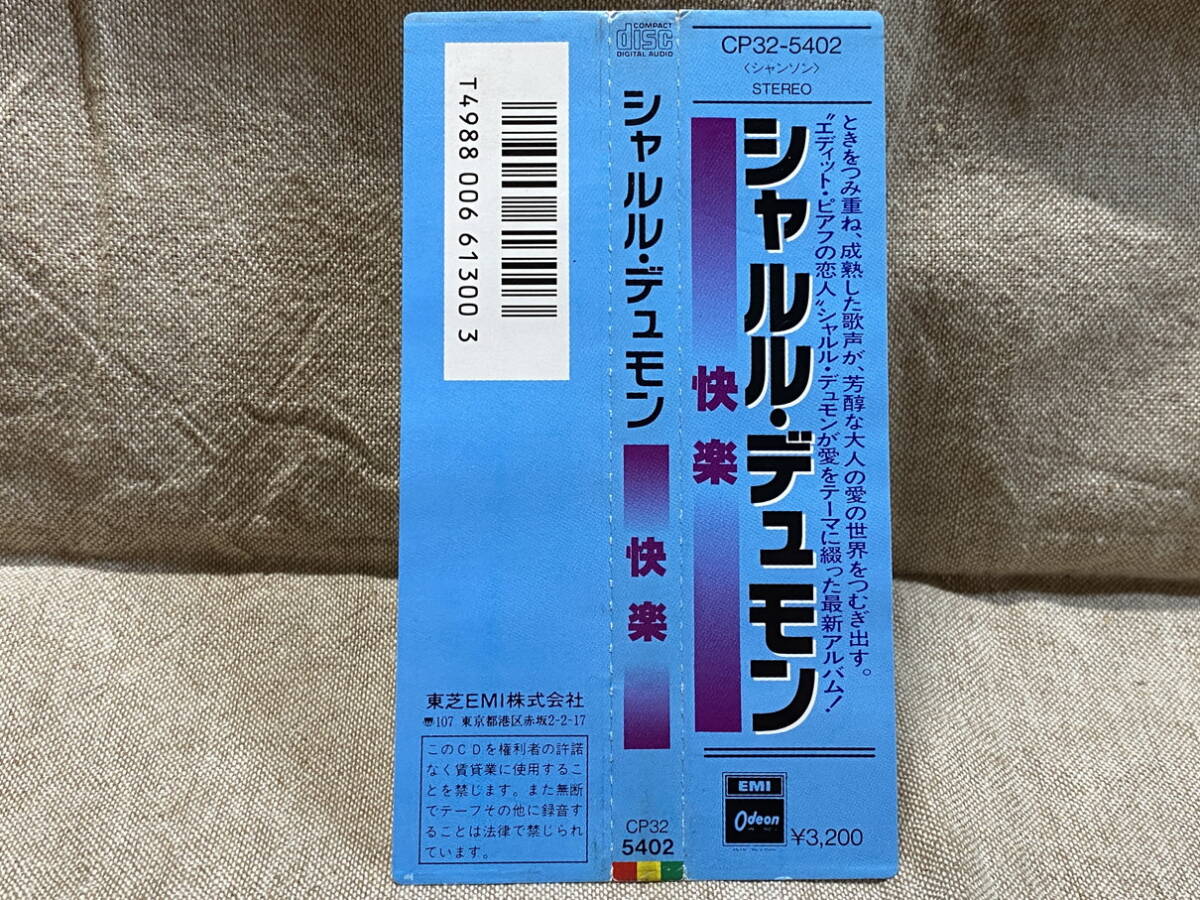 T4988 006 61300 3
東芝EMI株式会社
〠107 東京都港区赤坂2-2-17
このCDを権利者の許諾
なく賃貸業に使用するこ
とを禁じます。また無断
でテープその他に録音す
ることは法律で禁じられ
ています。
COMPACT
disc
DIGITAL AUDIO
シャルル・デュモン
快楽
CP32
5402
CP32-5402
〈シャンソン〉
STEREO
ときをつみ重ね、成熟した歌声が、芳醇な大人の愛の世界をつむぎ出す。
〝エディット・ピアフの恋人〟シャルル・デュモンが愛をテーマに綴った最新アルバム!
シャルル・デュモン
快楽
EMI
Odeon
¥3,200